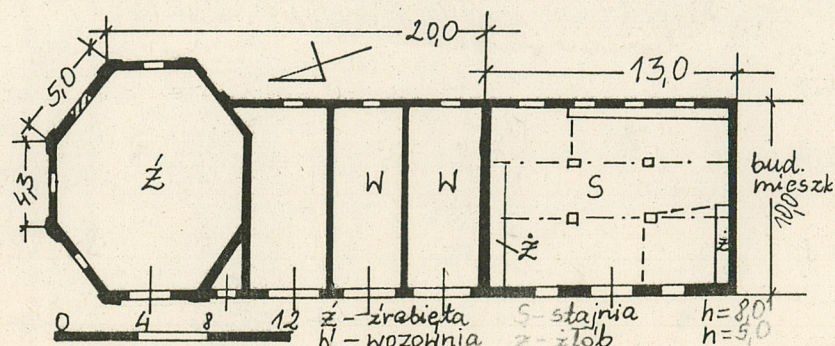 20,0
13,0
5,0
4,3
Ź
W
W
S
ż
ż
bud.
mieszk
10,0
0 4 8 12
ź - źrebięta
W - wozownia
S - stajnia
ż - żłób
h = 8,0
h = 5,0